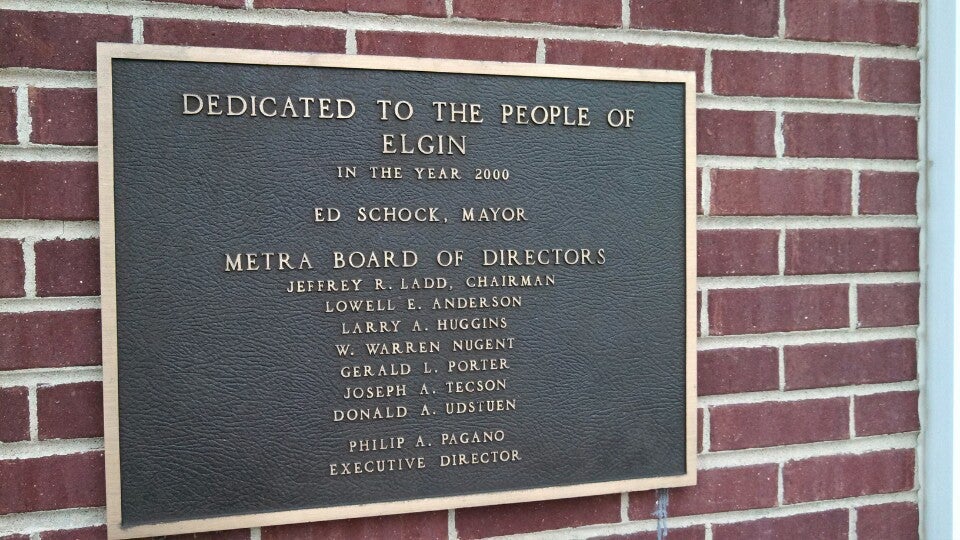 DEDICATED TO THE PEOPLE OF
ELGIN
IN THE YEAR 2000
ED SCHOCK, MAYOR
METRA BOARD OF DIRECTORS
JEFFREY R. LADD, CHAIRMAN
LOWELL E. ANDERSON
LARRY A. HUGGINS
W. WARREN NUGENT
GERALD L. PORTER
JOSEPH A. TECSON
DONALD A. UDSTUEN
PHILIP A. PAGANO
EXECUTIVE DIRECTOR